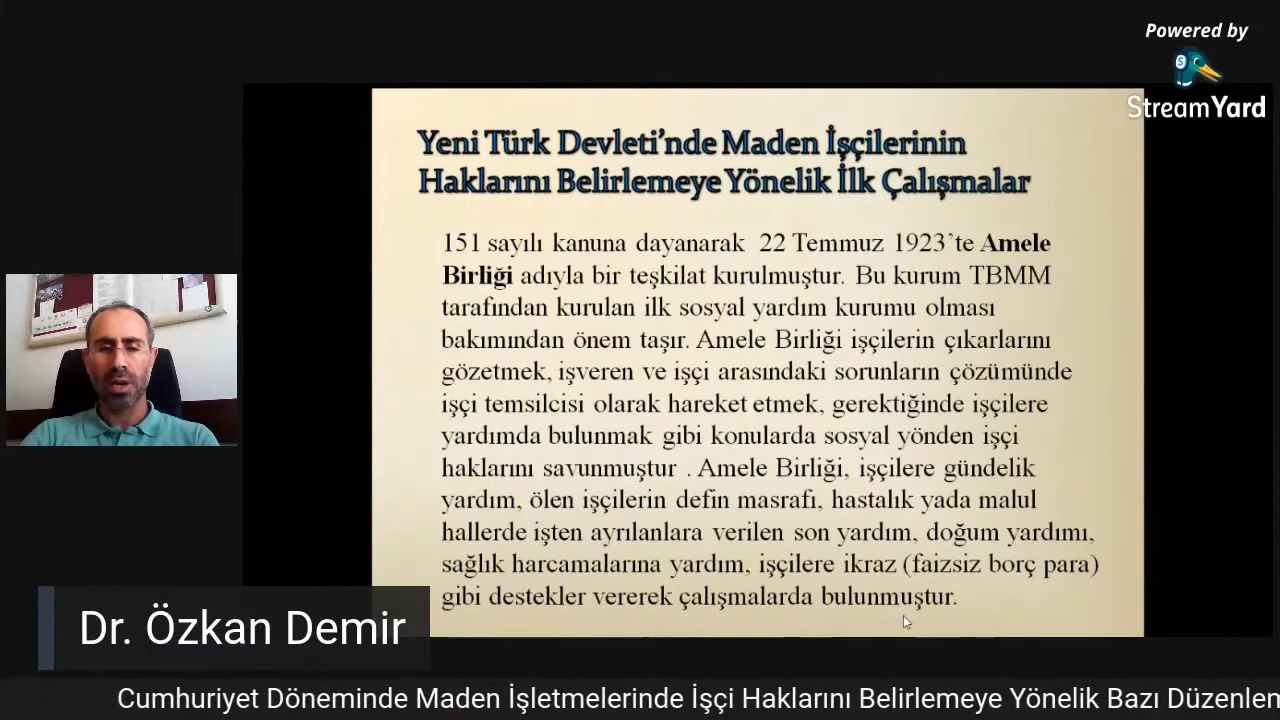 Powered by
StreamYard
Yeni Türk Devleti'nde Maden İşçilerinin
Haklarını Belirlemeye Yönelik İlk Çalışmalar
151 sayılı kanuna dayanarak 22 Temmuz 1923'te Amele
Birliği adıyla bir teşkilat kurulmuştur. Bu kurum TBMM
tarafından kurulan ilk sosyal yardım kurumu olması
bakımından önem taşır. Amele Birliği işçilerin çıkarlarını
gözetmek, işveren ve işçi arasındaki sorunların çözümünde
işçi temsilcisi olarak hareket etmek, gerektiğinde işçilere
yardımda bulunmak gibi konularda sosyal yönden işçi
haklarını savunmuştur . Amele Birliği, işçilere gündelik
yardım, ölen işçilerin defin masrafı, hastalık yada malul
hallerde işten ayrılanlara verilen son yardım, doğum yardımı,
sağlık harcamalarına yardım, işçilere ikraz (faizsiz borç para)
gibi destekler vererek çalışmalarda bulunmuştur.
Dr. Özkan Demir
Cumhuriyet Döneminde Maden İşletmelerinde İşçi Haklarını Belirlemeye Yönelik Bazı Düzenlen